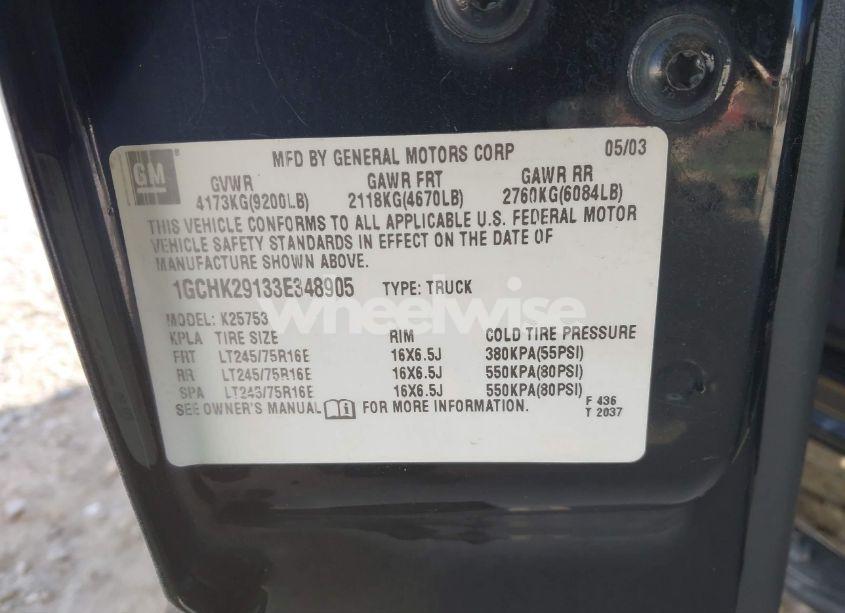 GM
MFD BY GENERAL MOTORS CORP 05/03
GVWR GAWR FRT GAWR RR
4173KG(9200LB) 2118KG(4670LB) 2760KG(6084LB)
THIS VEHICLE CONFORMS TO ALL APPLICABLE U.S. FEDERAL MOTOR
VEHICLE SAFETY STANDARDS IN EFFECT ON THE DATE OF
MANUFACTURE SHOWN ABOVE.
1GCHK29133E348905 TYPE: TRUCK
wheelwise
MODEL: K25753
KPLA TIRE SIZE RIM COLD TIRE PRESSURE
FRT LT245/75R16E 16X6.5J 380KPA(55PSI)
RR LT245/75R16E 16X6.5J 550KPA(80PSI)
SPA LT245/75R16E 16X6.5J 550KPA(80PSI)
SEE OWNER'S MANUAL FOR MORE INFORMATION.
F 436
T 2037